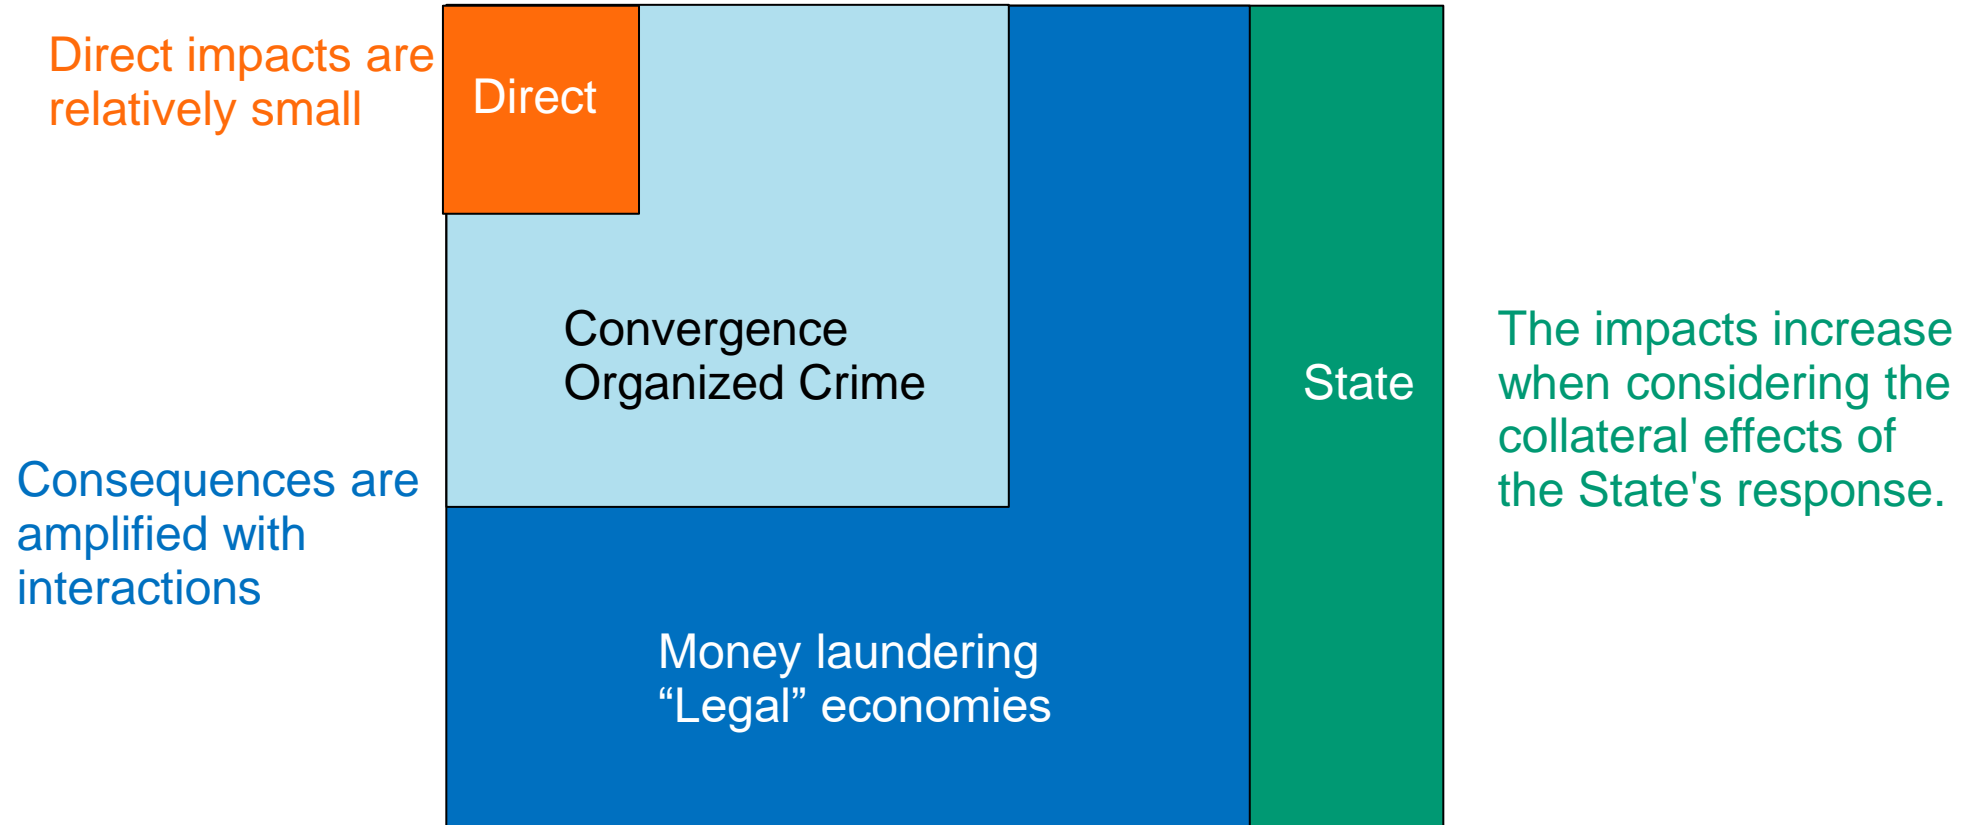 Direct impacts are
relatively small
Direct
Convergence
Organized Crime
State
The impacts increase
when considering the
collateral effects of
the State's response.
Consequences are
amplified with
interactions
Money laundering
“Legal” economies